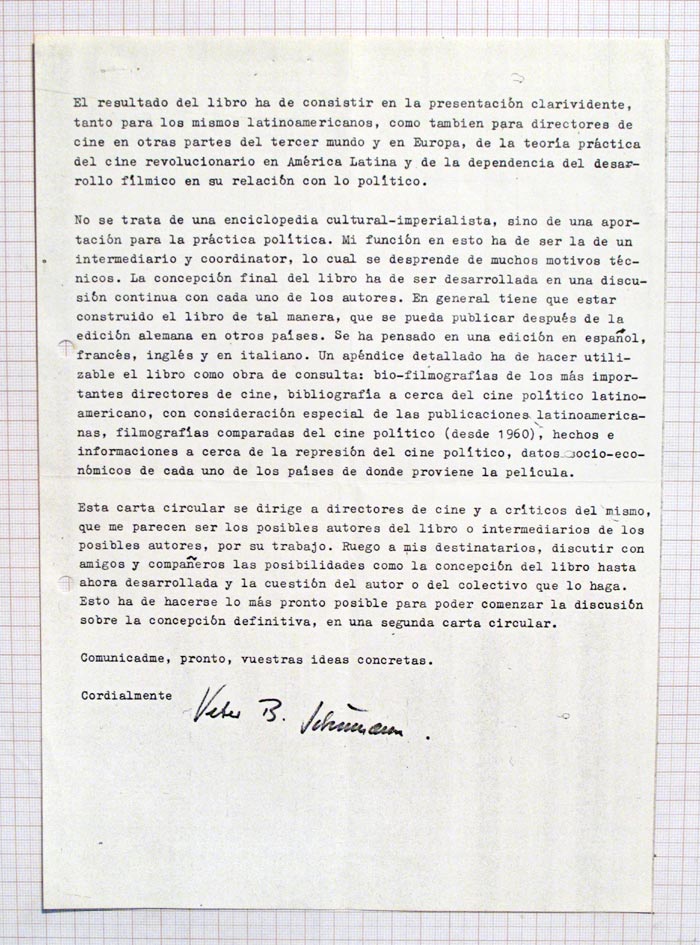 El resultado del libro ha de consistir en la presentación clarividente,
tanto para los mismos latinoamericanos, como tambien para directores de
cine en otras partes del tercer mundo y en Europa, de la teoría práctica
del cine revolucionario en América Latina y de la dependencia del desar-
rollo fílmico en su relación con lo político.

No se trata de una enciclopedia cultural-imperialista, sino de una apor-
tación para la práctica política. Mi función en esto ha de ser la de un
intermediario y coordinator, lo cual se desprende de muchos motivos téc-
nicos. La concepción final del libro ha de ser desarrollada en una discu-
sión continua con cada uno de los autores. En general tiene que estar
construido el libro de tal manera, que se pueda publicar después de la
edición alemana en otros países. Se ha pensado en una edición en español,
francés, inglés y en italiano. Un apéndice detallado ha de hacer utili-
zable el libro como obra de consulta: bio-filmografías de los más impor-
tantes directores de cine, bibliografía a cerca del cine político latino-
americano, con consideración especial de las publicaciones latinoamerica-
nas, filmografías comparadas del cine político (desde 1960), hechos e
informaciones a cerca de la represión del cine político, datos socio-eco-
nómicos de cada uno de los países de donde proviene la película.

Esta carta circular se dirige a directores de cine y a críticos del mismo,
que me parecen ser los posibles autores del libro o intermediarios de los
posibles autores, por su trabajo. Ruego a mis destinatarios, discutir con
amigos y compañeros las posibilidades como la concepción del libro hasta
ahora desarrollada y la cuestión del autor o del colectivo que lo haga.
Esto ha de hacerse lo más pronto posible para poder comenzar la discusión
sobre la concepción definitiva, en una segunda carta circular.

Comunicadme, pronto, vuestras ideas concretas.

Cordialmente Peter B. Schumann.